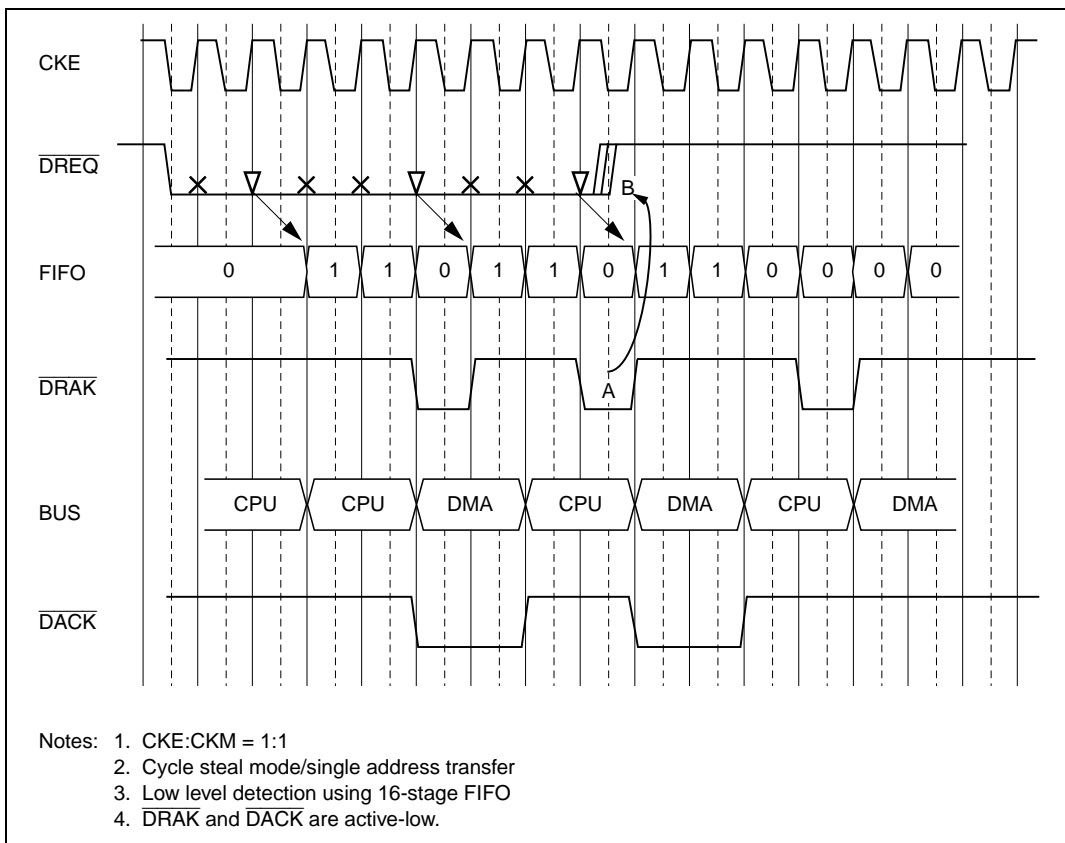 CKE
DREQ
B
FIFO
0 1 1 0 1 1 0 1 1 0 0 0 0
DRAK
A
BUS
CPU CPU DMA CPU DMA CPU DMA
DACK
Notes: 1. CKE:CKM = 1:1
2. Cycle steal mode/single address transfer
3. Low level detection using 16-stage FIFO
4. DRAK and DACK are active-low.